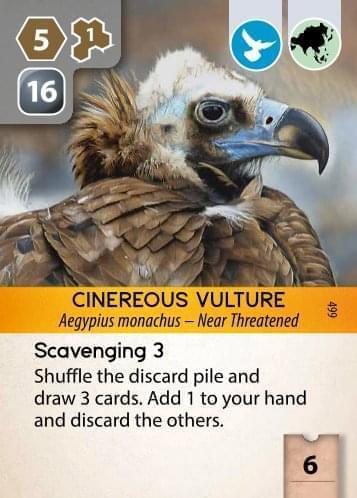 5
1
16
CINEREOUS VULTURE
Aegypius monachus – Near Threatened
499
Scavenging 3
Shuffle the discard pile and
draw 3 cards. Add 1 to your hand
and discard the others.
6